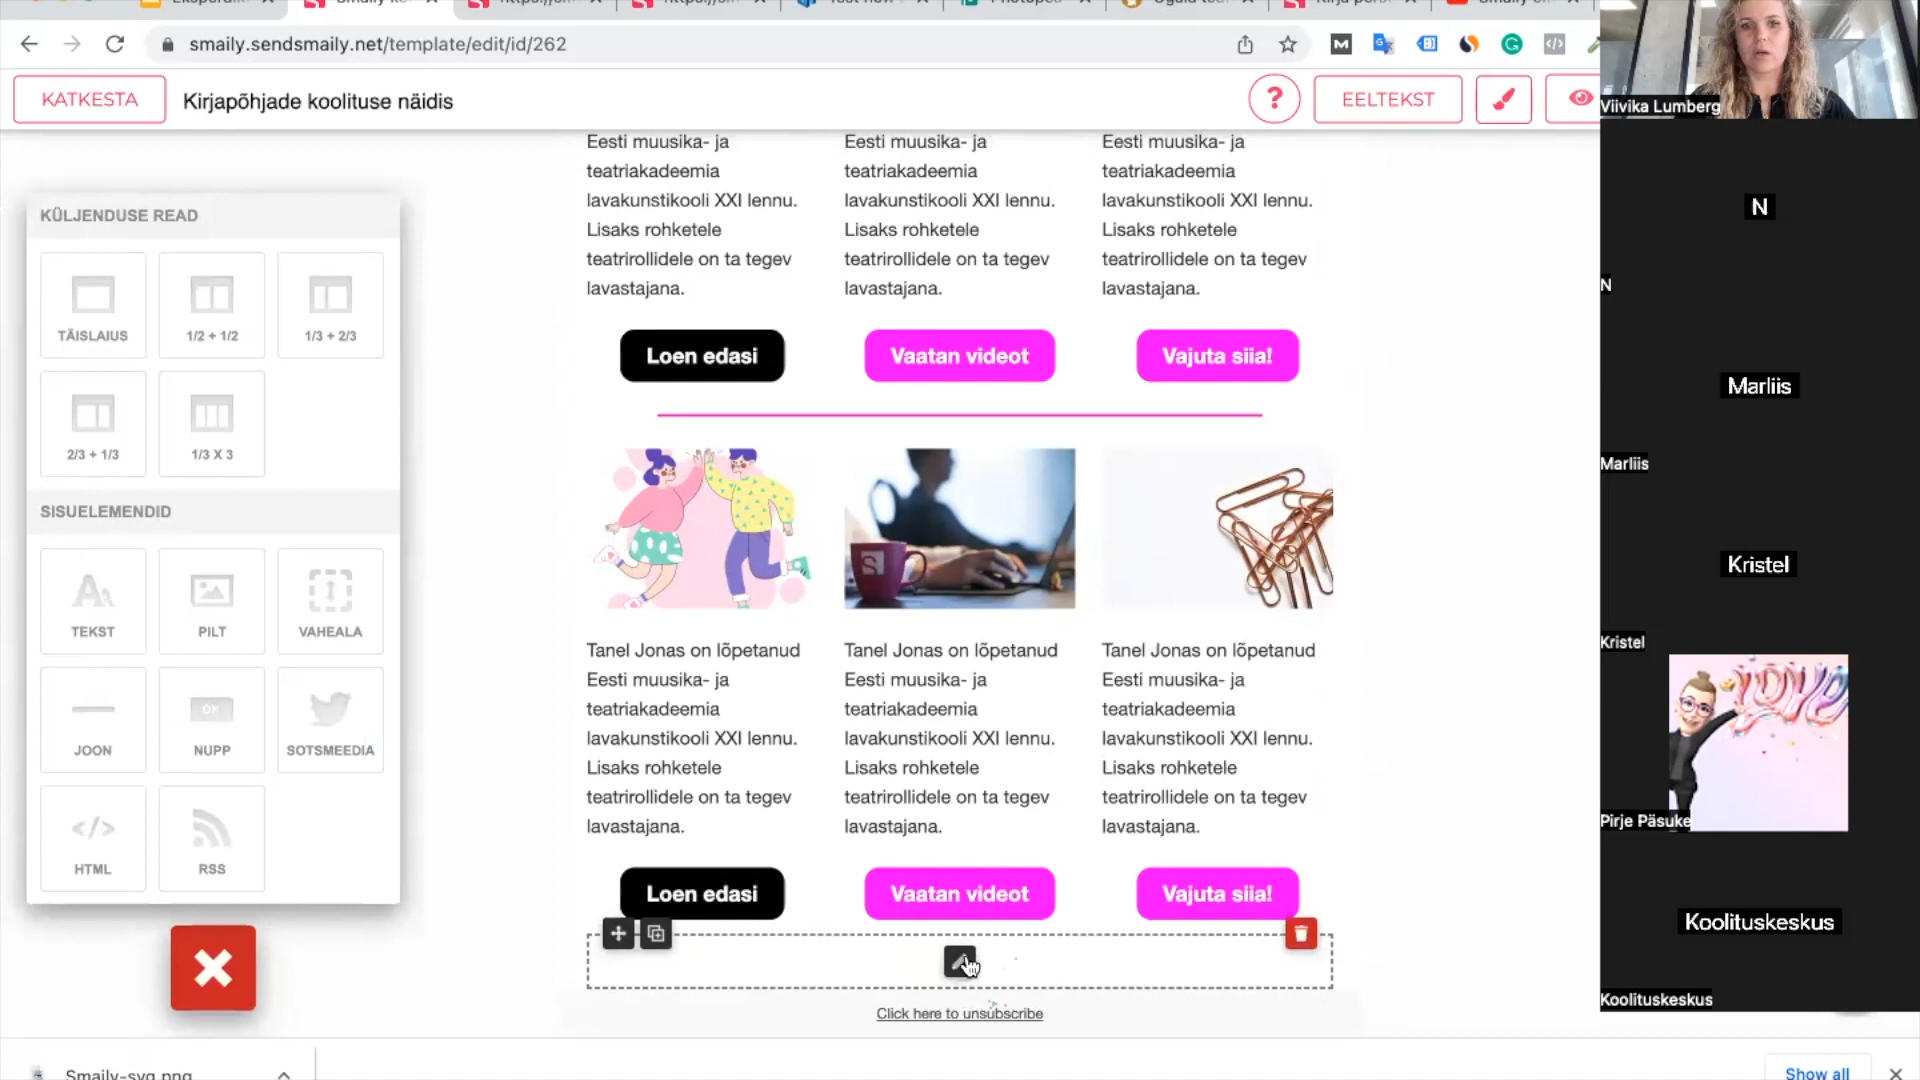 smaily.sendsmaily.net/template/edit/id/262
KATKESTA
Kirjapõhjade koolituse näidis
?
EELTEKST
Viivika Lumberg
KÜLJENDUSE READ
TÄISLAIUS
1/2 + 1/2
1/3 + 2/3
2/3 + 1/3
1/3 X 3
SISUELEMENDID
TEKST
PILT
VAHEALA
JOON
OK
NUPP
SOTSMEEDIA
</>
HTML
RSS
Eesti muusika- ja
teatriakadeemia
lavakunstikooli XXI lennu.
Lisaks rohketele
teatrirollidele on ta tegev
lavastajana.
Eesti muusika- ja
teatriakadeemia
lavakunstikooli XXI lennu.
Lisaks rohketele
teatrirollidele on ta tegev
lavastajana.
Eesti muusika- ja
teatriakadeemia
lavakunstikooli XXI lennu.
Lisaks rohketele
teatrirollidele on ta tegev
lavastajana.
Loen edasi
Vaatan videot
Vajuta siia!
Tanel Jonas on lõpetanud
Eesti muusika- ja
teatriakadeemia
lavakunstikooli XXI lennu.
Lisaks rohketele
teatrirollidele on ta tegev
lavastajana.
Tanel Jonas on lõpetanud
Eesti muusika- ja
teatriakadeemia
lavakunstikooli XXI lennu.
Lisaks rohketele
teatrirollidele on ta tegev
lavastajana.
Tanel Jonas on lõpetanud
Eesti muusika- ja
teatriakadeemia
lavakunstikooli XXI lennu.
Lisaks rohketele
teatrirollidele on ta tegev
lavastajana.
Loen edasi
Vaatan videot
Vajuta siia!
Click here to unsubscribe
N
N
Marliis
Marliis
Kristel
Kristel
Pirje Päsuke
Koolituskeskus
Koolituskeskus
Smaily-svg.png
Show all